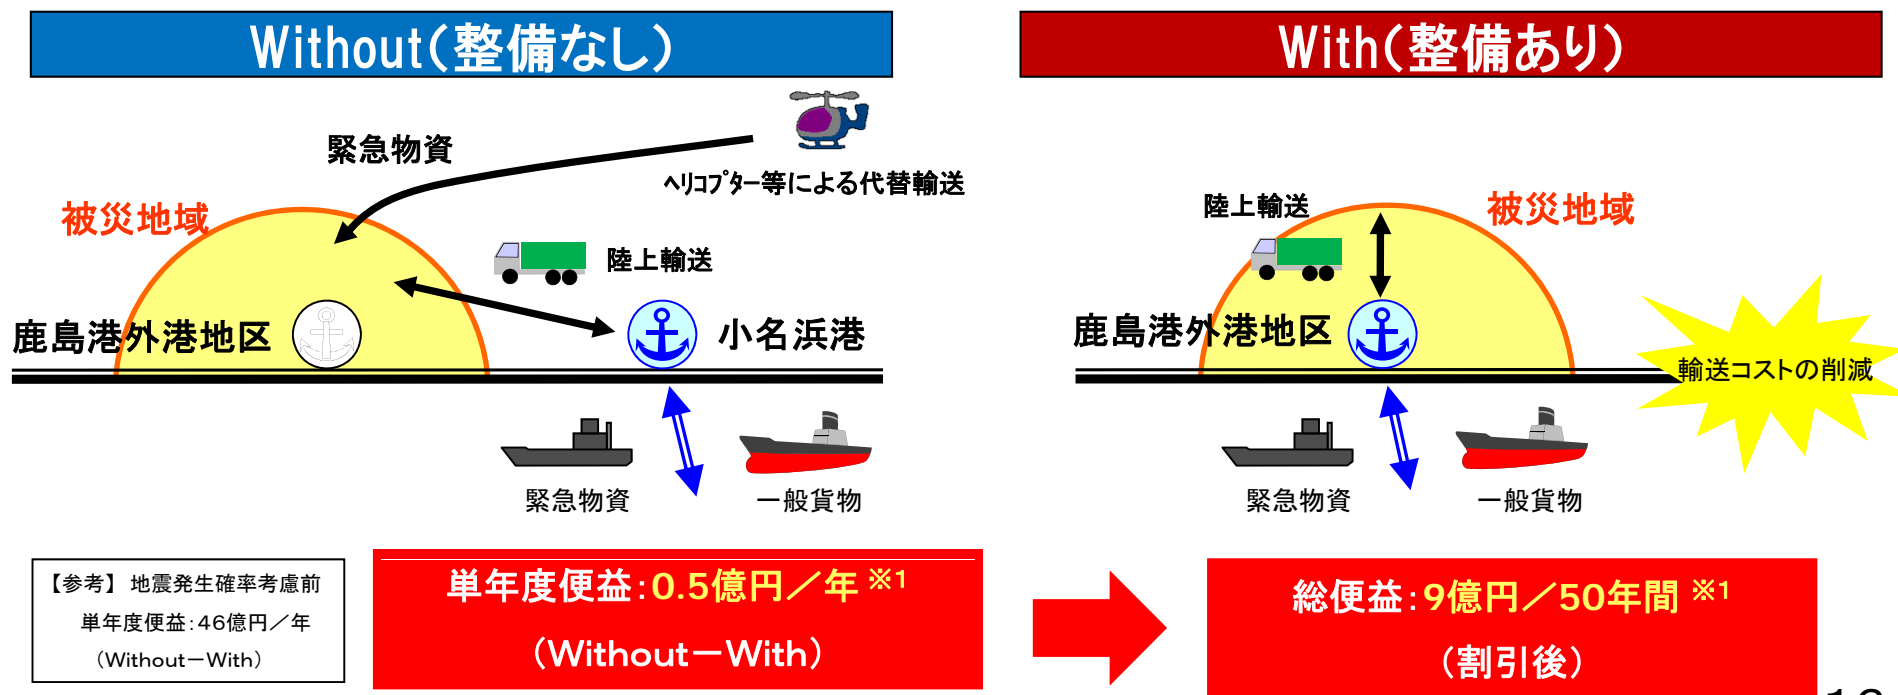 Without(整備なし)
With(整備あり)
緊急物資
ﾍﾘｺﾌﾟﾀｰ等による代替輸送
被災地域
陸上輸送
鹿島港外港地区
小名浜港
緊急物資
一般貨物
陸上輸送
被災地域
鹿島港外港地区
輸送コストの削減
緊急物資
一般貨物
【参考】 地震発生確率考慮前
単年度便益:46億円/年
(Without-With)
単年度便益:0.5億円/年 ※1
(Without-With)
総便益:9億円/50年間 ※1
(割引後)